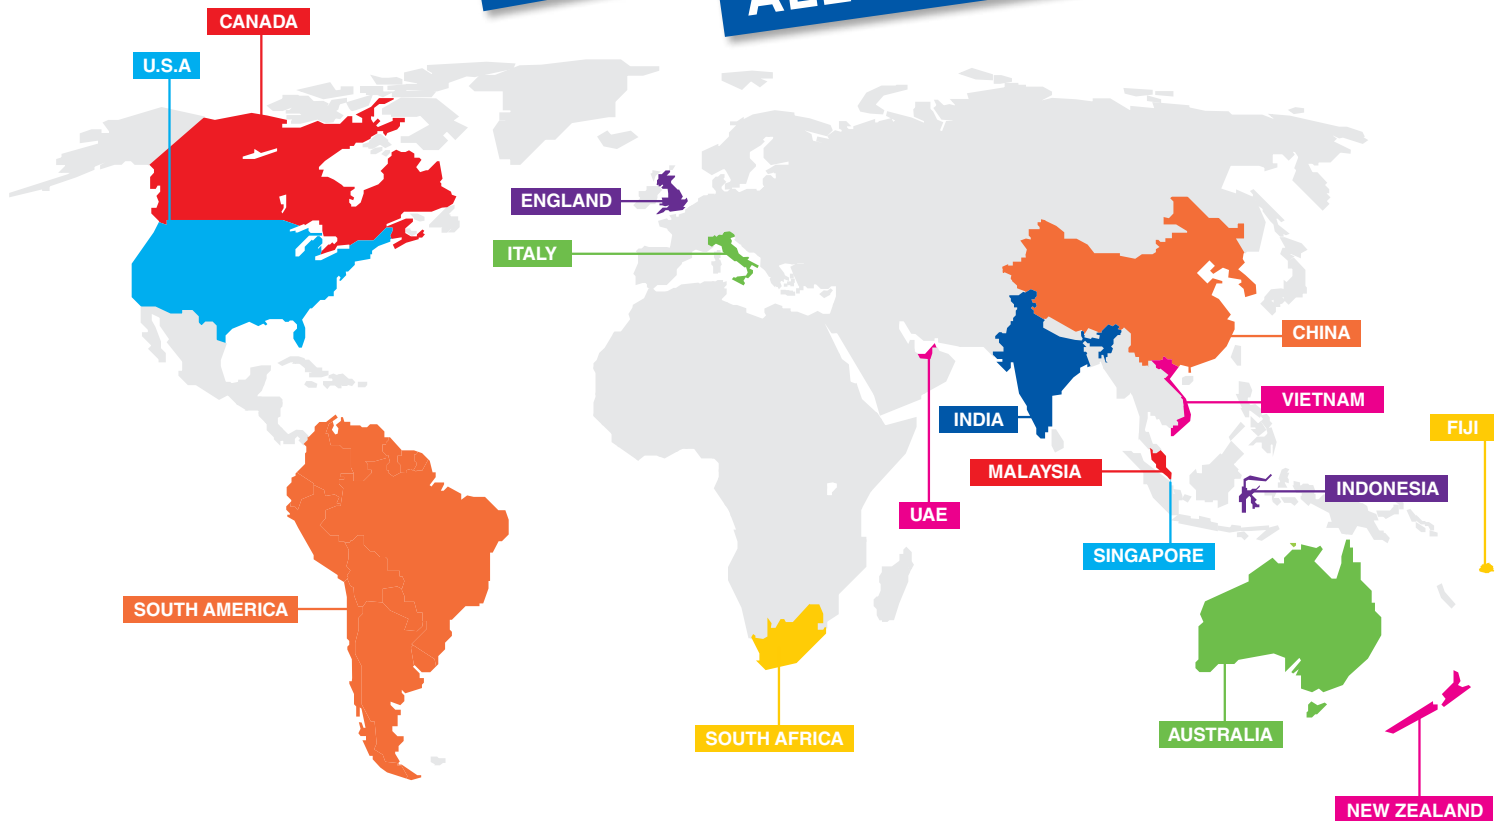 CANADA
U.S.A
ENGLAND
ITALY
CHINA
VIETNAM
INDIA
FIJI
MALAYSIA
INDONESIA
UAE
SINGAPORE
SOUTH AMERICA
SOUTH AFRICA
AUSTRALIA
NEW ZEALAND